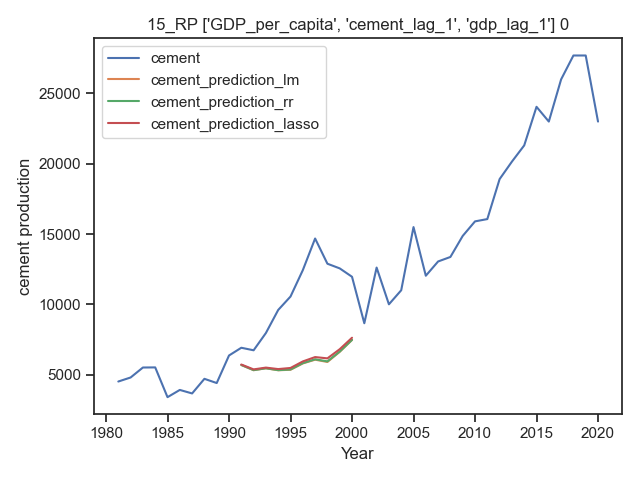 15_RP ['GDP_per_capita', 'cement_lag_1', 'gdp_lag_1'] 0
cement
cement_prediction_lm
cement_prediction_rr
cement_prediction_lasso
25000
20000
15000
10000
5000
cement production
1980 1985 1990 1995 2000 2005 2010 2015 2020
Year